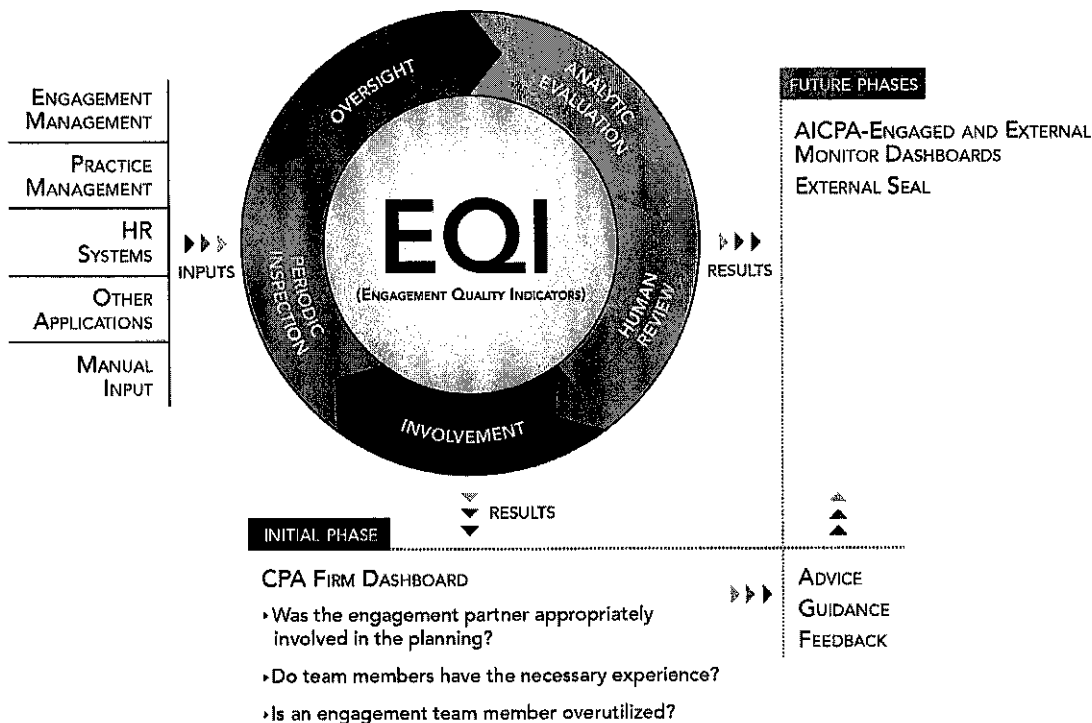 ENGAGEMENT
MANAGEMENT
PRACTICE
MANAGEMENT
HR
SYSTEMS
OTHER
APPLICATIONS
MANUAL
INPUT
INPUTS
OVERSIGHT
ANALYTIC
EVALUATION
HUMAN
REVIEW
INVOLVEMENT
PERIODIC
INSPECTION
EQI
(ENGAGEMENT QUALITY INDICATORS)
RESULTS
FUTURE PHASES
AICPA-ENGAGED AND EXTERNAL
MONITOR DASHBOARDS
EXTERNAL SEAL
RESULTS
INITIAL PHASE
CPA FIRM DASHBOARD
▸Was the engagement partner appropriately
involved in the planning?
▸Do team members have the necessary experience?
▸Is an engagement team member overutilized?
ADVICE
GUIDANCE
FEEDBACK